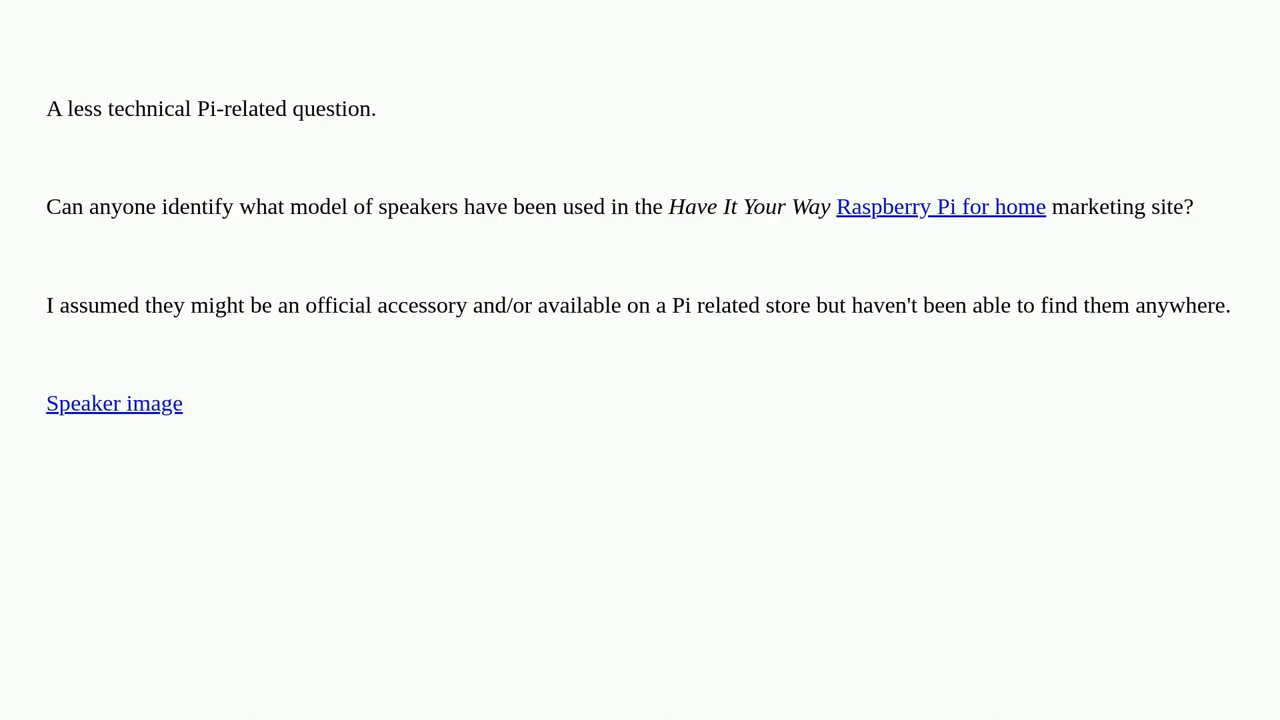 A less technical Pi-related question.
Can anyone identify what model of speakers have been used in the Have It Your Way Raspberry Pi for home marketing site?
I assumed they might be an official accessory and/or available on a Pi related store but haven't been able to find them anywhere.
Speaker image